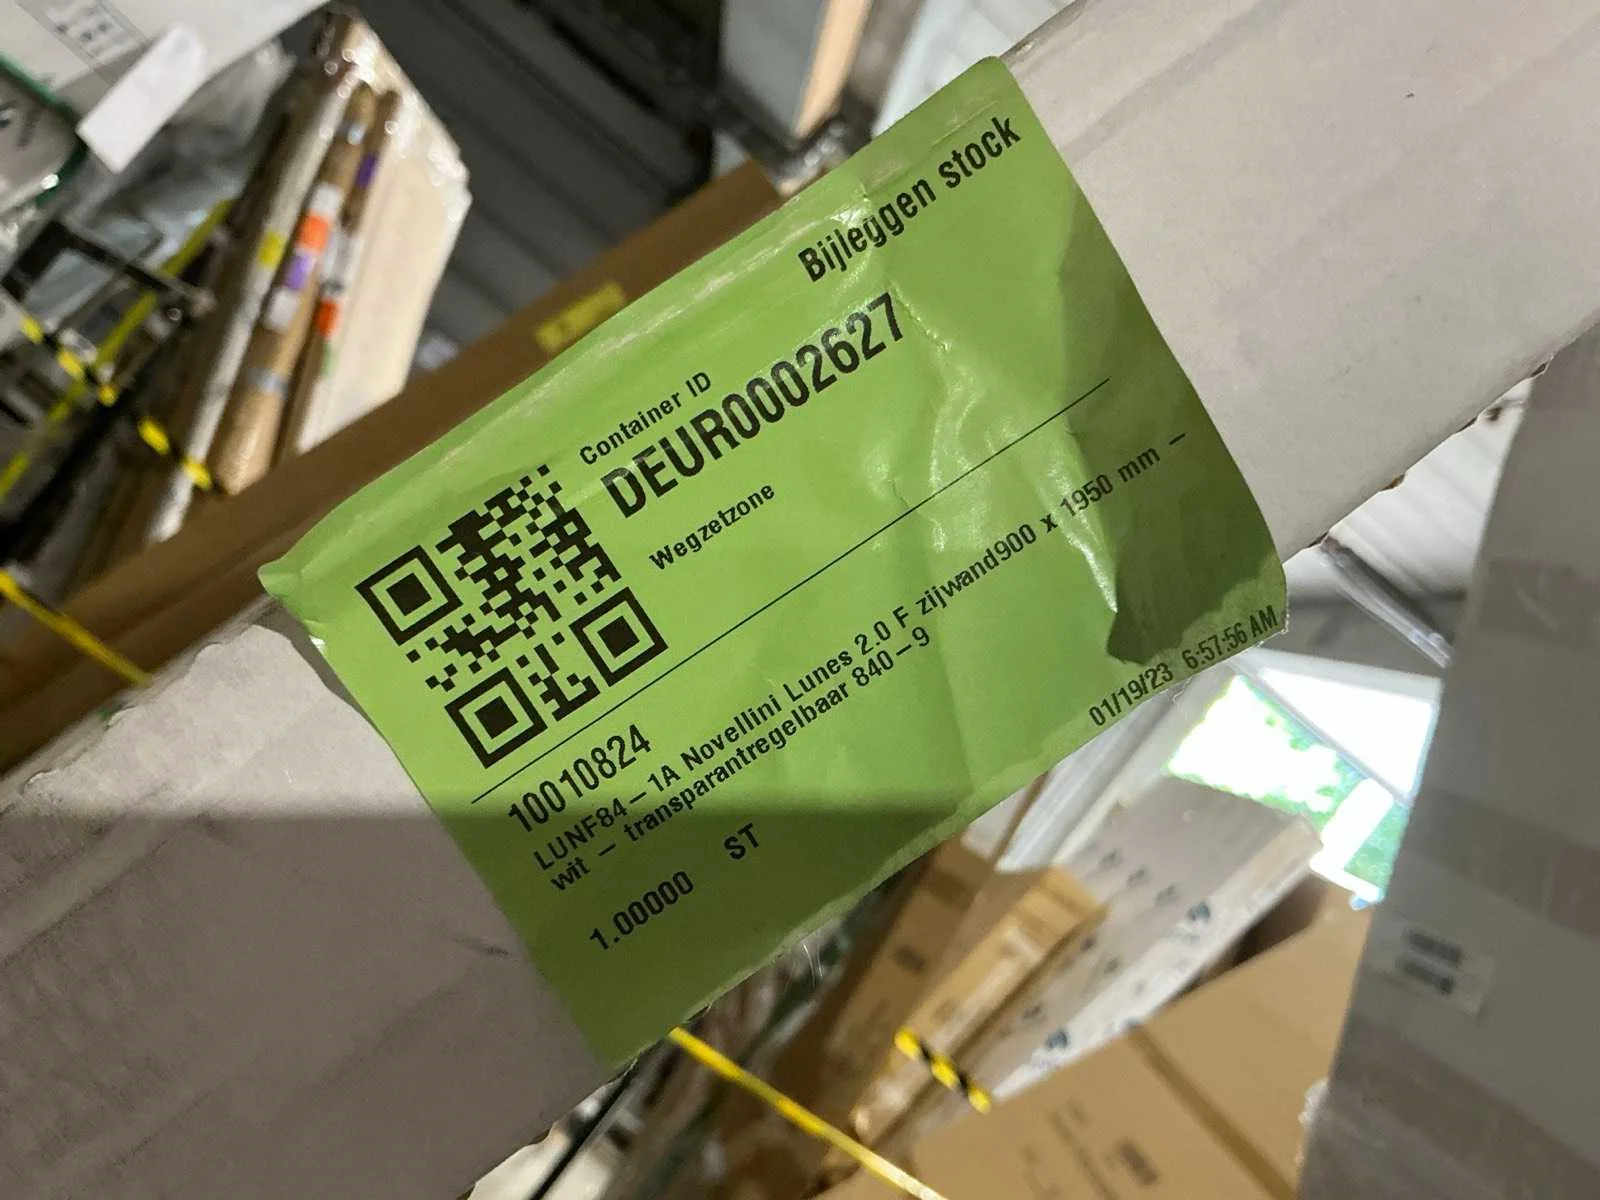 Bijleggen stock
Container ID
DEUR0002627
Wegzetzone
10010824
LUNF84 – 1A Novellini Lunes 2.0 F zijwand900 x 1950 mm –
wit – transparantregelbaar 840 – 9
1.00000 ST
01/19/23 6:57:56 AM